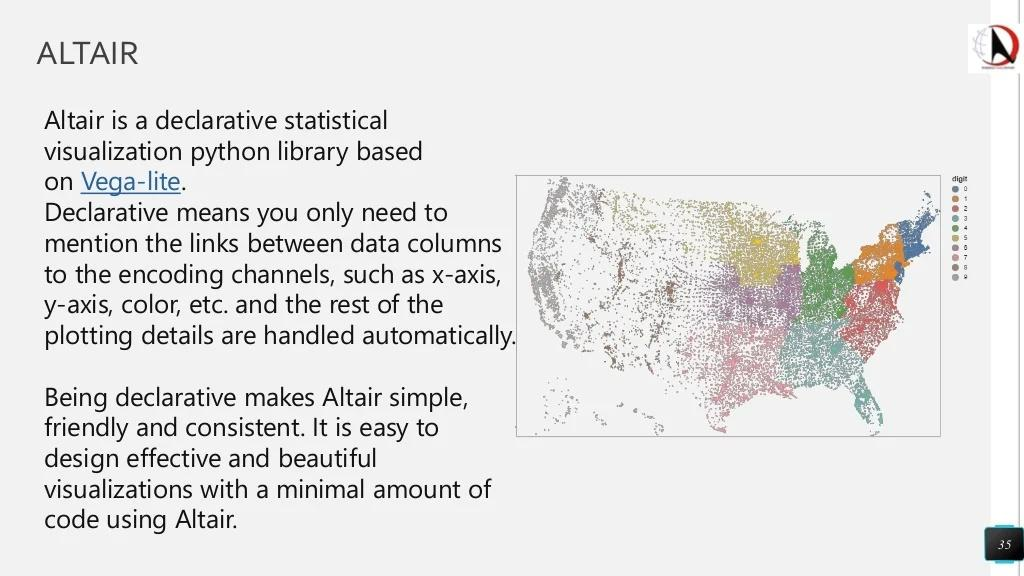 ALTAIR
Altair is a declarative statistical
visualization python library based
on Vega-lite.
Declarative means you only need to
mention the links between data columns
to the encoding channels, such as x-axis,
y-axis, color, etc. and the rest of the
plotting details are handled automatically.
Being declarative makes Altair simple,
friendly and consistent. It is easy to
design effective and beautiful
visualizations with a minimal amount of
code using Altair.
digit
0
1
2
3
4
5
6
7
8
9
35